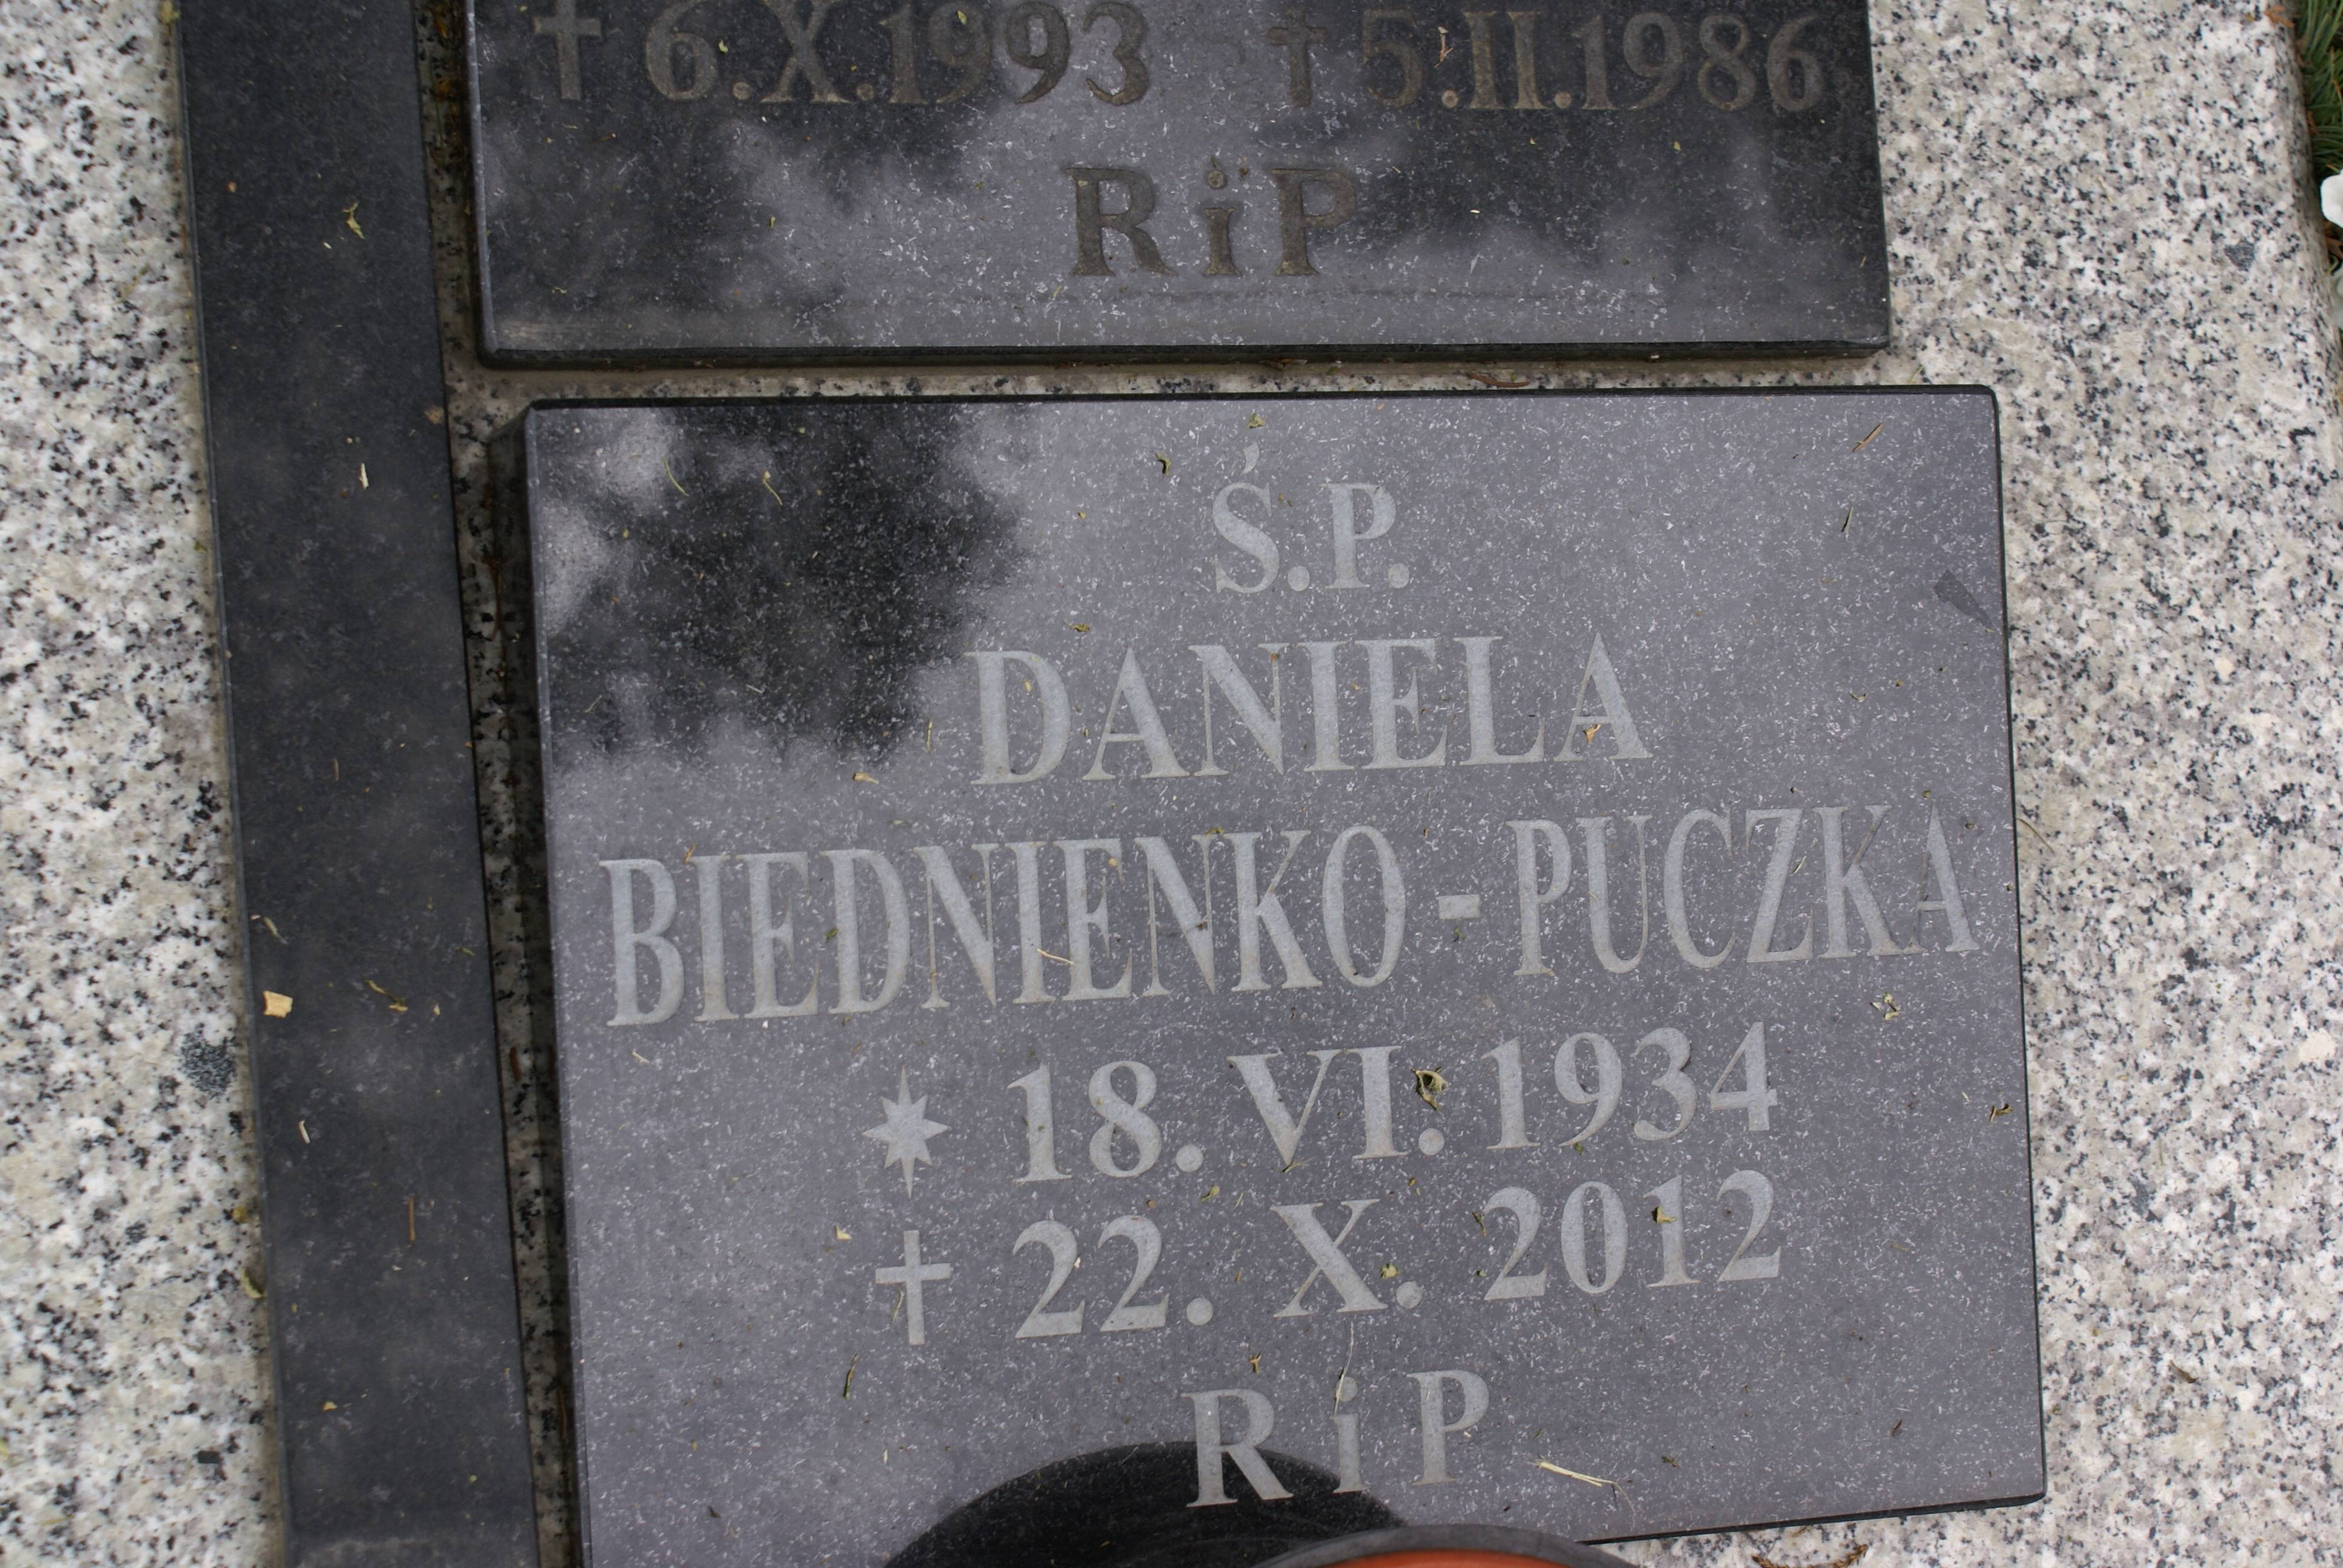 † 6.X.1993 † 5.II.1986
RiP
Ś.P.
DANIELA
BIEDNIENKO - PUCZKA
* 18. VI. 1934
† 22. X. 2012
RiP